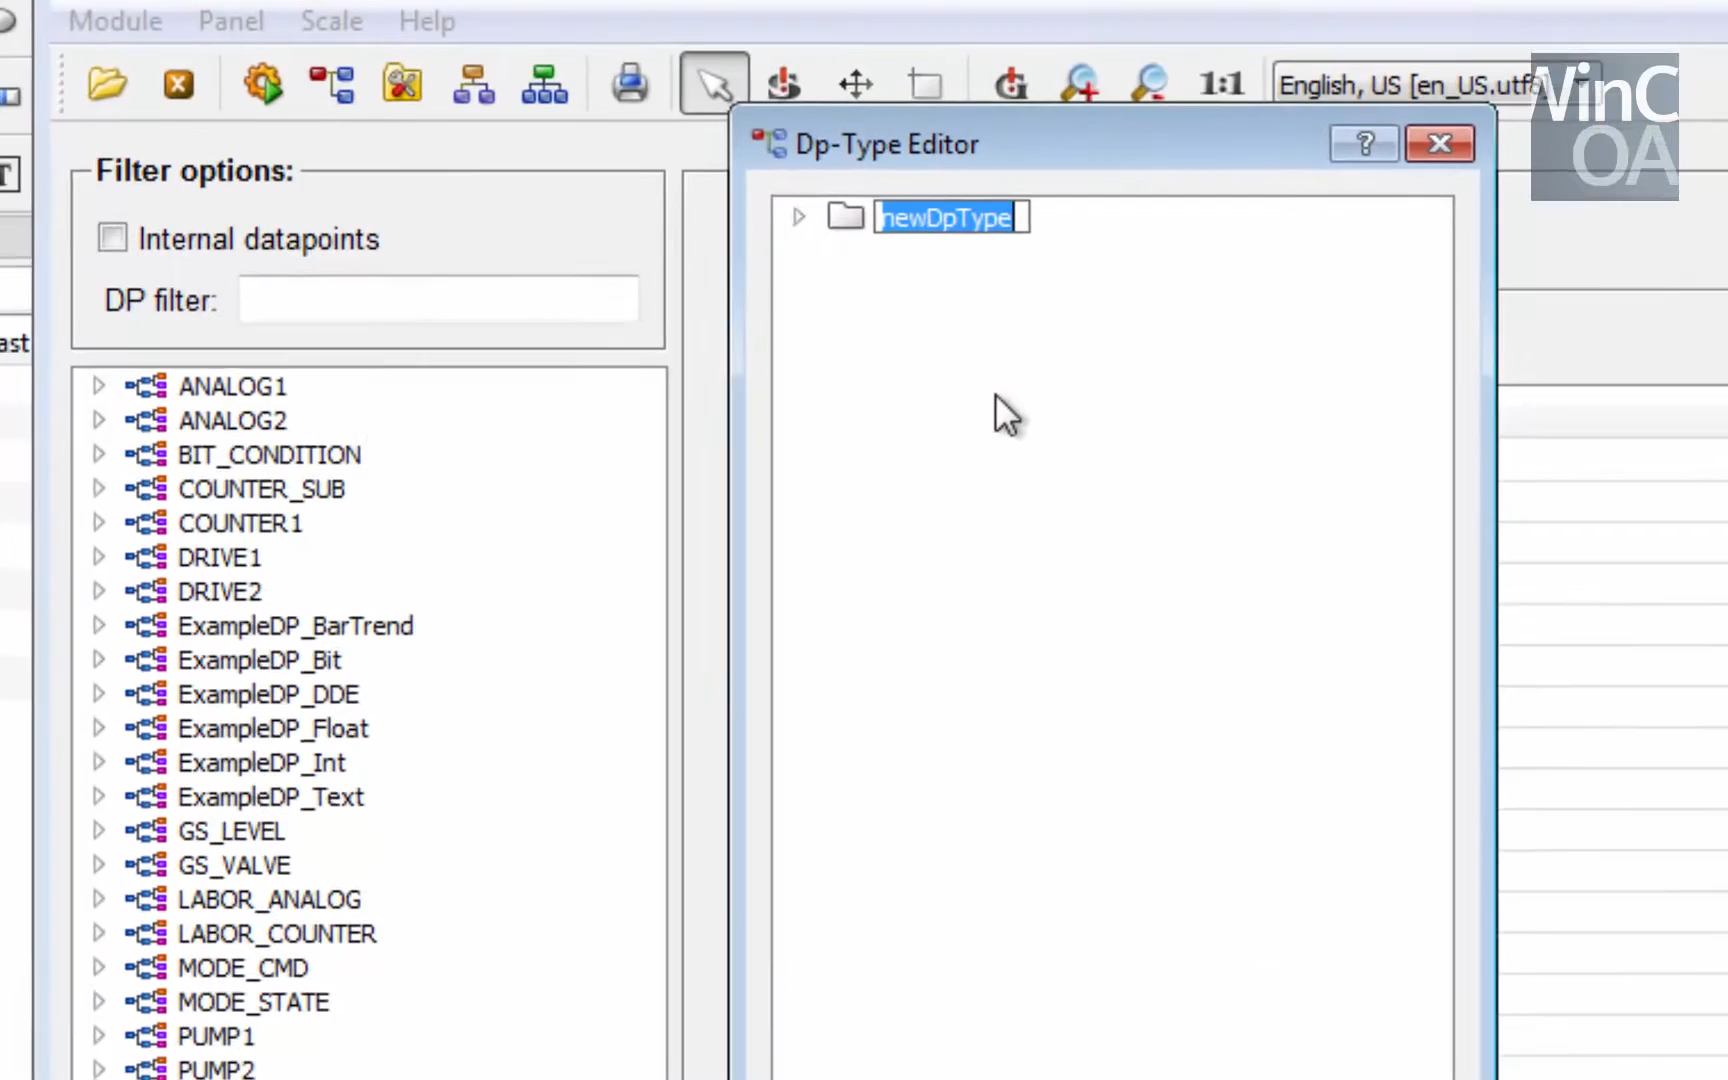 Module Panel Scale Help
1:1 English, US [en_US.utf8]
WinCC
OA
Filter options:
Internal datapoints
DP filter:
Dp-Type Editor
?
newDpType
T
ast
ANALOG1
ANALOG2
BIT_CONDITION
COUNTER_SUB
COUNTER1
DRIVE1
DRIVE2
ExampleDP_BarTrend
ExampleDP_Bit
ExampleDP_DDE
ExampleDP_Float
ExampleDP_Int
ExampleDP_Text
GS_LEVEL
GS_VALVE
LABOR_ANALOG
LABOR_COUNTER
MODE_CMD
MODE_STATE
PUMP1
PUMP2